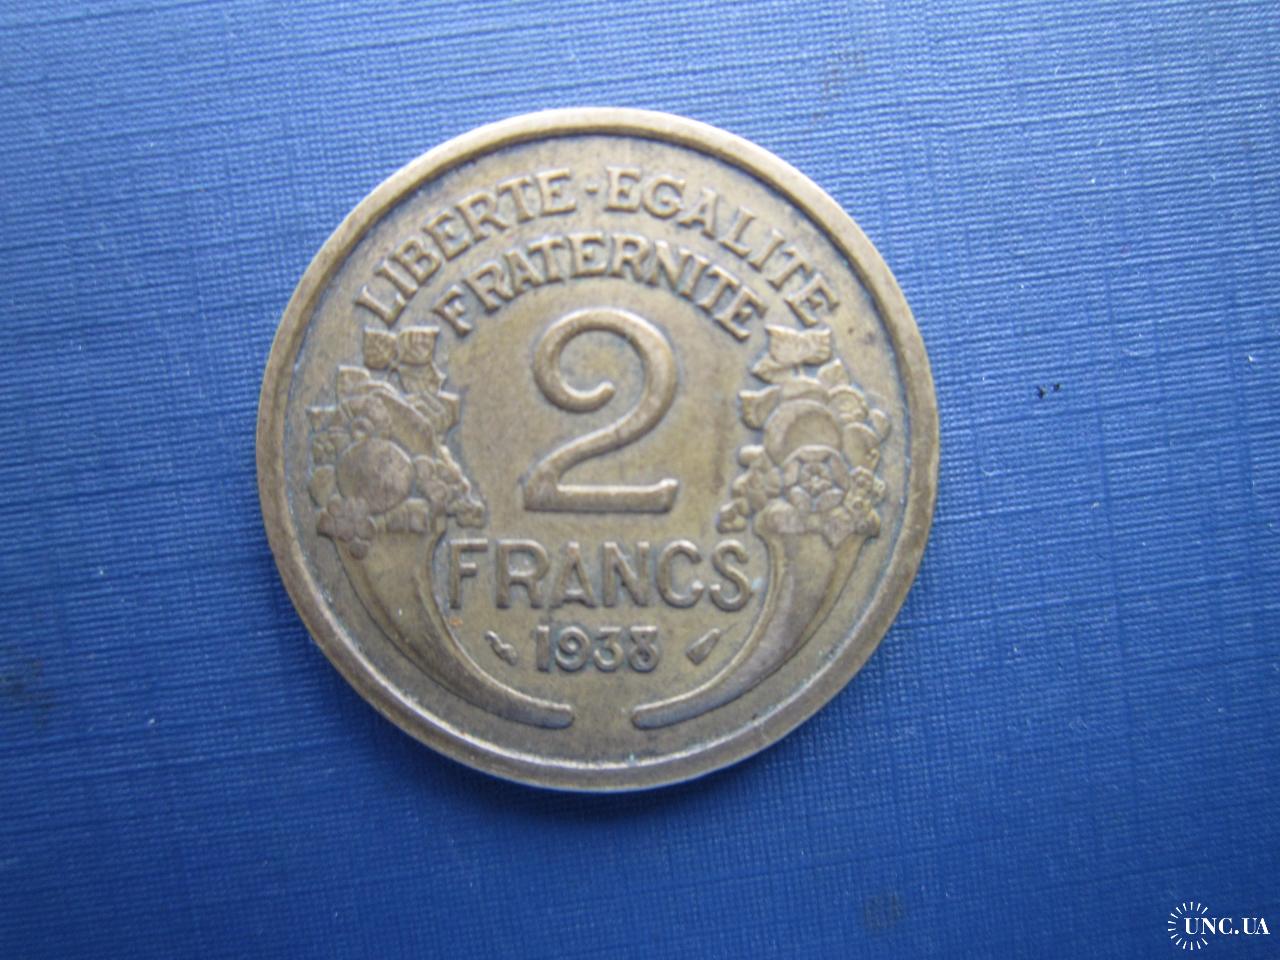 LIBERTE · EGALITE
FRATERNITE
2
FRANCS
1938
UNC.UA